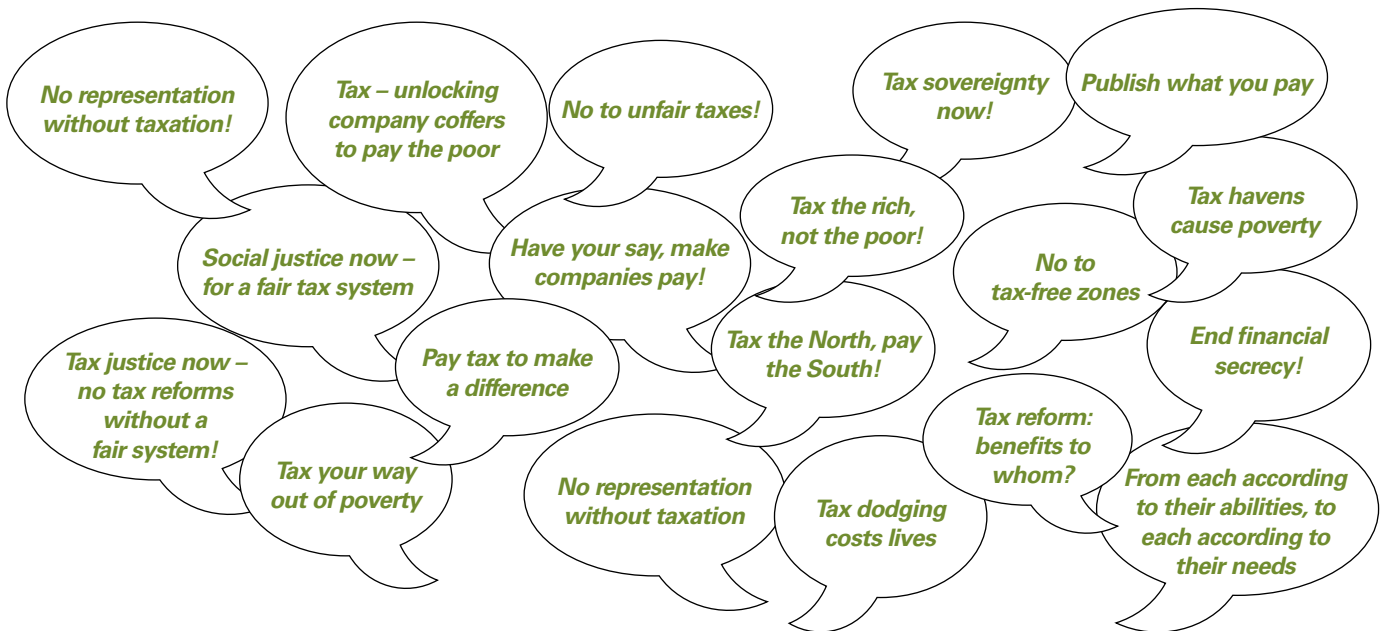 No representation
without taxation!
Tax – unlocking
company coffers
to pay the poor
No to unfair taxes!
Tax sovereignty
now!
Publish what you pay
Social justice now –
for a fair tax system
Have your say, make
companies pay!
Tax the rich,
not the poor!
No to
tax-free zones
Tax havens
cause poverty
Tax justice now –
no tax reforms
without a
fair system!
Pay tax to make
a difference
Tax the North, pay
the South!
End financial
secrecy!
Tax your way
out of poverty
No representation
without taxation
Tax dodging
costs lives
Tax reform:
benefits to
whom?
From each according
to their abilities, to
each according to
their needs